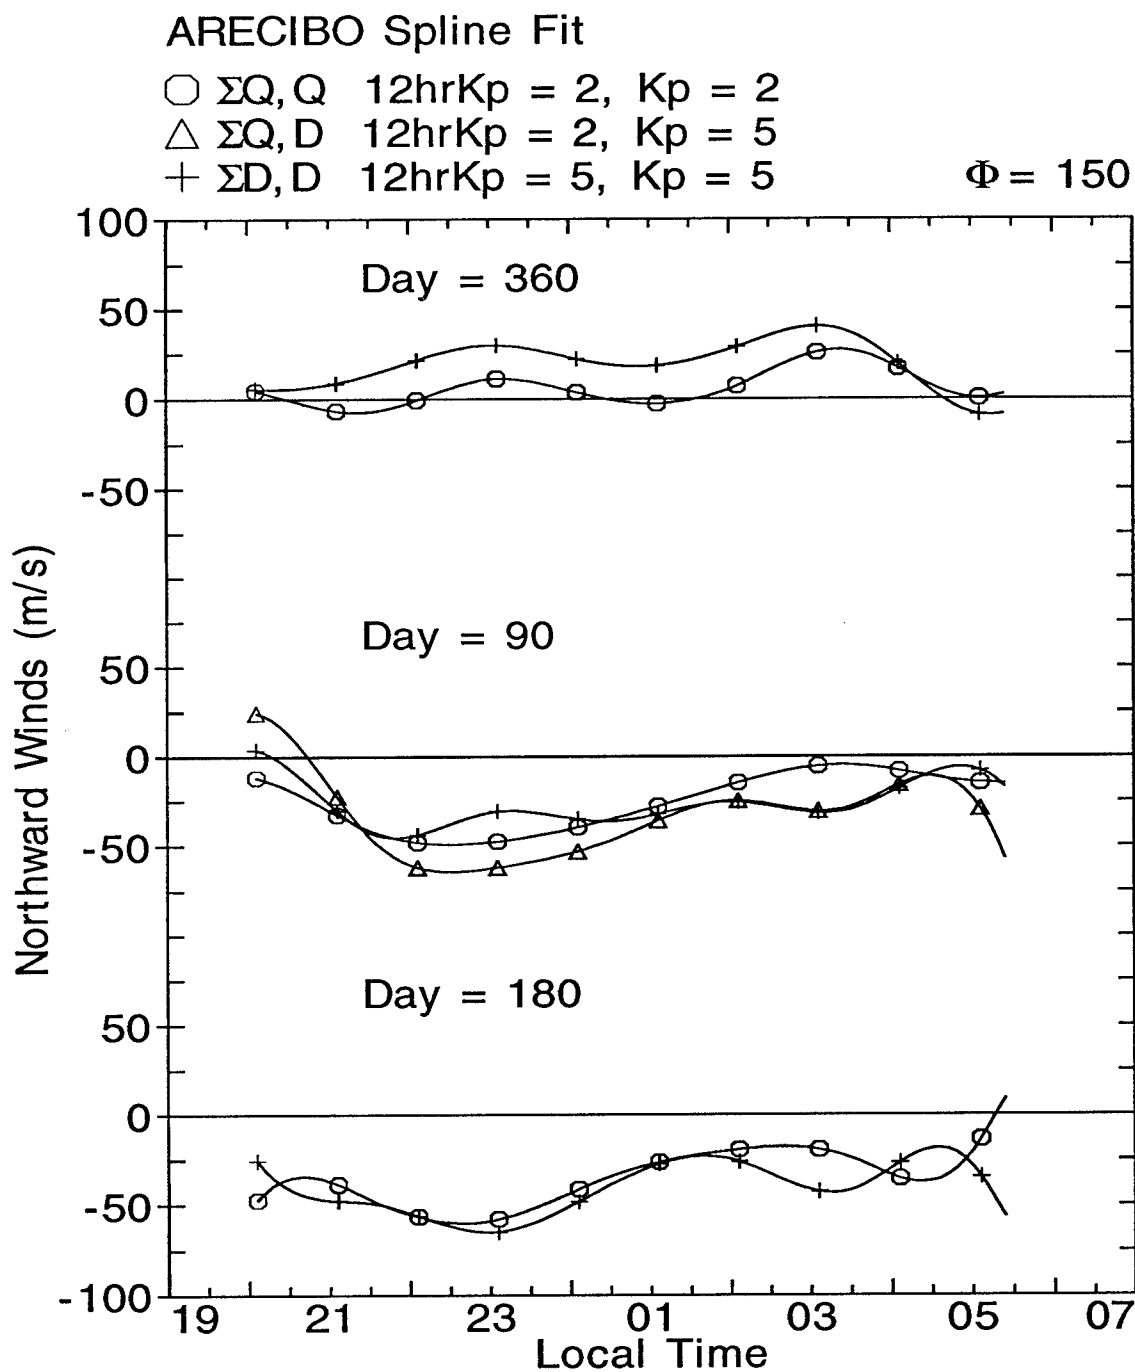 ARECIBO Spline Fit
ΣQ, Q 12hrKp = 2, Kp = 2
ΣQ, D 12hrKp = 2, Kp = 5
ΣD, D 12hrKp = 5, Kp = 5
Φ = 150
100
Day = 360
50
0
-50
Day = 90
50
0
-50
Day = 180
50
0
-50
-100
Northward Winds (m/s)
19 21 23 01 03 05 07
Local Time